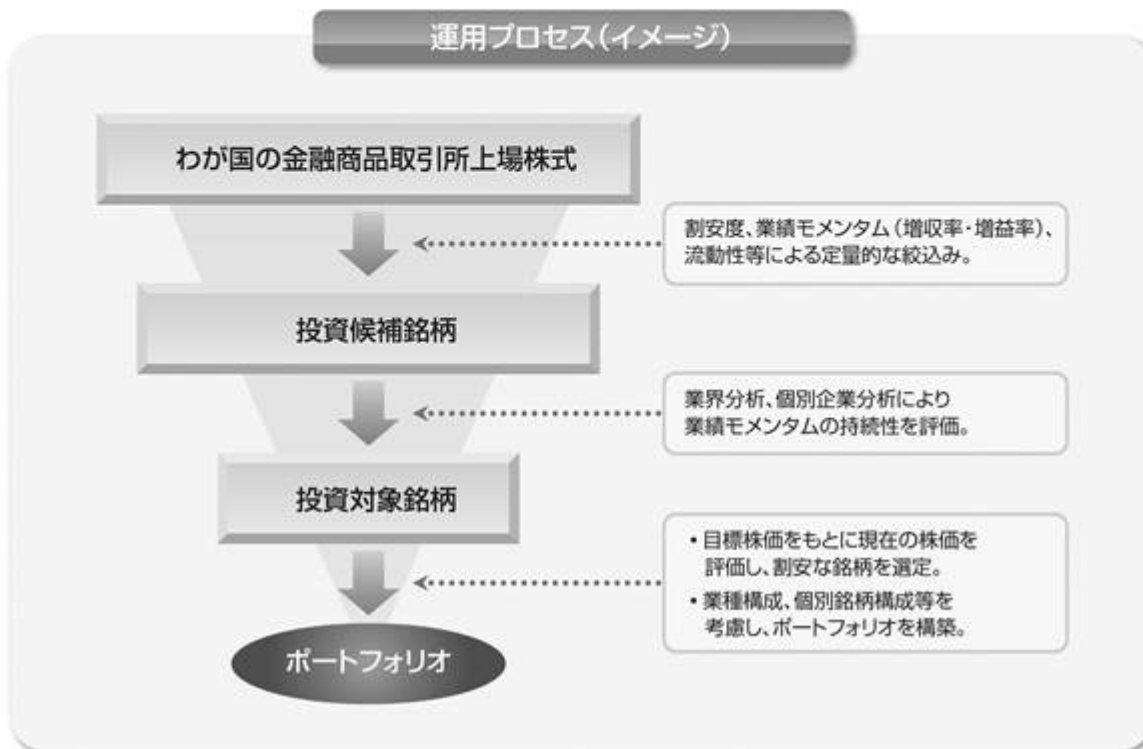 運用プロセス(イメージ)
わが国の金融商品取引所上場株式
割安度、業績モメンタム(増収率・増益率)、
流動性等による定量的な絞込み。
投資候補銘柄
業界分析、個別企業分析により
業績モメンタムの持続性を評価。
投資対象銘柄
・目標株価をもとに現在の株価を
評価し、割安な銘柄を選定。
・業種構成、個別銘柄構成等を
考慮し、ポートフォリオを構築。
ポートフォリオ